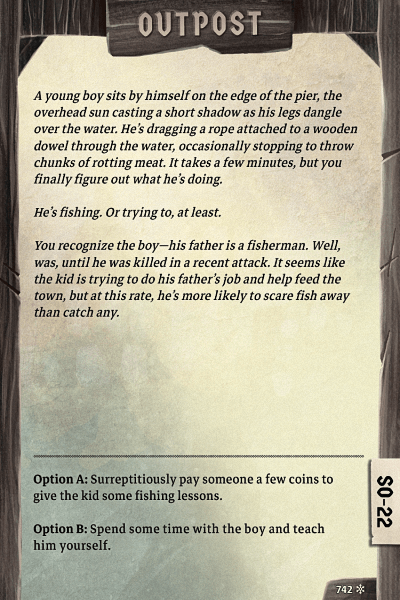 OUTPOST
A young boy sits by himself on the edge of the pier, the
overhead sun casting a short shadow as his legs dangle
over the water. He's dragging a rope attached to a wooden
dowel through the water, occasionally stopping to throw
chunks of rotting meat. It takes a few minutes, but you
finally figure out what he's doing.
He's fishing. Or trying to, at least.
You recognize the boy—his father is a fisherman. Well,
was, until he was killed in a recent attack. It seems like
the kid is trying to do his father's job and help feed the
town, but at this rate, he's more likely to scare fish away
than catch any.
Option A: Surreptitiously pay someone a few coins to
give the kid some fishing lessons.
Option B: Spend some time with the boy and teach
him yourself.
SO-22
742